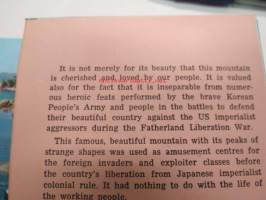 It is not merely for its beauty that this mountain
is cherished and loved by our people. It is valued
also for the fact that it is inseparable from numer-
ous heroic feats performed by the brave Korean
People's Army and people in the battles to defend
their beautiful country against the US imperialist
aggressors during the Fatherland Liberation War.
This famous, beautiful mountain with its peaks of
strange shapes was used as amusement centres for
the foreign invaders and exploiter classes before
the country's liberation from Japanese imperialist
colonial rule. It had nothing to do with the life of
the working people.